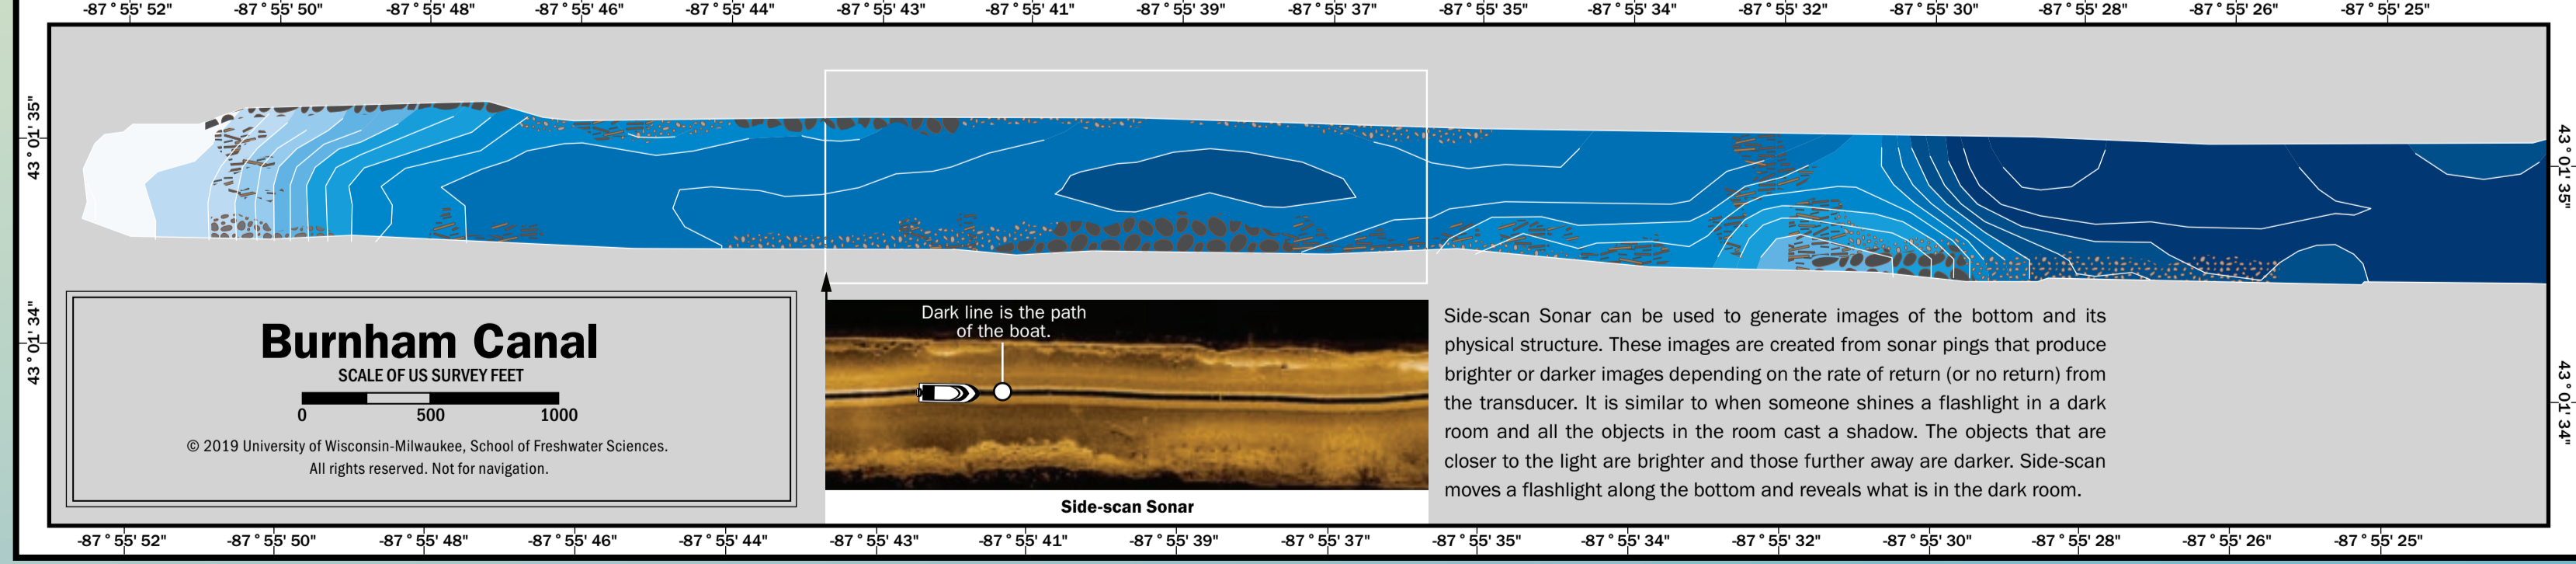 -87° 55' 52" -87° 55' 50" -87° 55' 48" -87° 55' 46" -87° 55' 44" -87° 55' 43" -87° 55' 41" -87° 55' 39" -87° 55' 37" -87° 55' 35" -87° 55' 34" -87° 55' 32" -87° 55' 30" -87° 55' 28" -87° 55' 26" -87° 55' 25"
43° 01' 35"
43° 01' 35"
43° 01' 34"
43° 01' 34"
Burnham Canal
SCALE OF US SURVEY FEET
0 500 1000
© 2019 University of Wisconsin-Milwaukee, School of Freshwater Sciences.
All rights reserved. Not for navigation.
Dark line is the path
of the boat.
Side-scan Sonar
Side-scan Sonar can be used to generate images of the bottom and its
physical structure. These images are created from sonar pings that produce
brighter or darker images depending on the rate of return (or no return) from
the transducer. It is similar to when someone shines a flashlight in a dark
room and all the objects in the room cast a shadow. The objects that are
closer to the light are brighter and those further away are darker. Side-scan
moves a flashlight along the bottom and reveals what is in the dark room.
-87° 55' 52" -87° 55' 50" -87° 55' 48" -87° 55' 46" -87° 55' 44" -87° 55' 43" -87° 55' 41" -87° 55' 39" -87° 55' 37" -87° 55' 35" -87° 55' 34" -87° 55' 32" -87° 55' 30" -87° 55' 28" -87° 55' 26" -87° 55' 25"